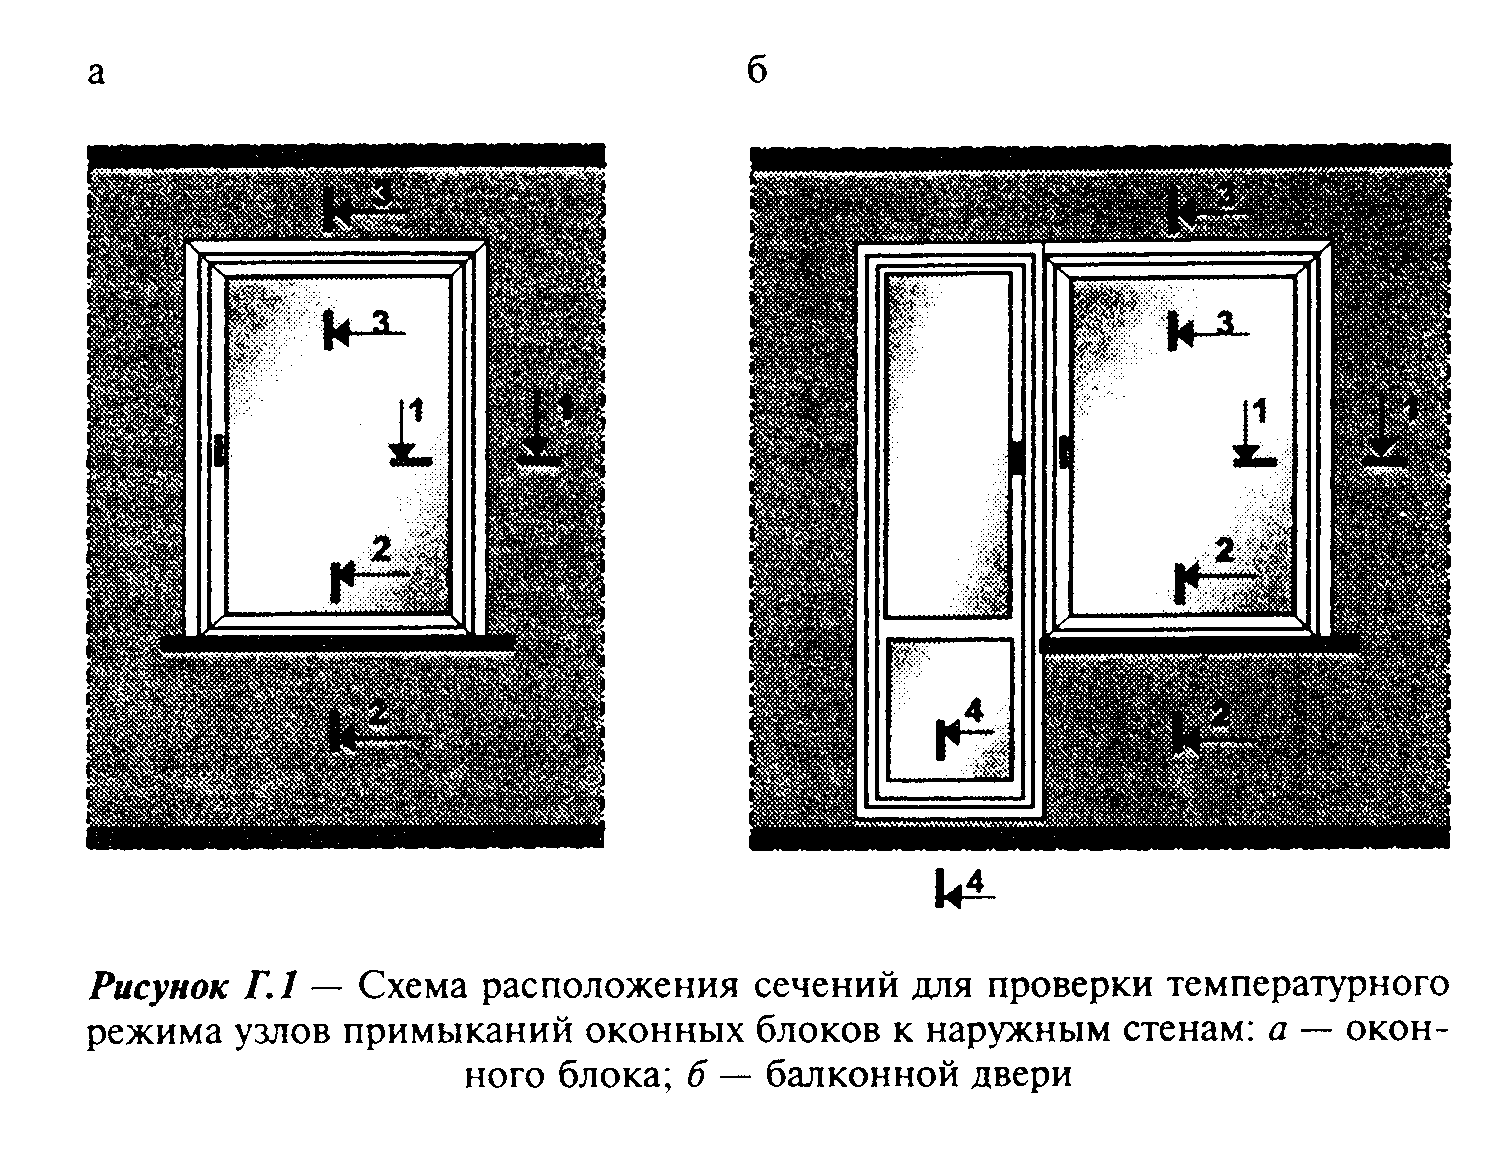 а б
3 3
3 3
1 1 1 1
2 2
2 2
4
4
Рисунок Г.1 — Схема расположения сечений для проверки температурного
режима узлов примыканий оконных блоков к наружным стенам: а — окон-
ного блока; б — балконной двери